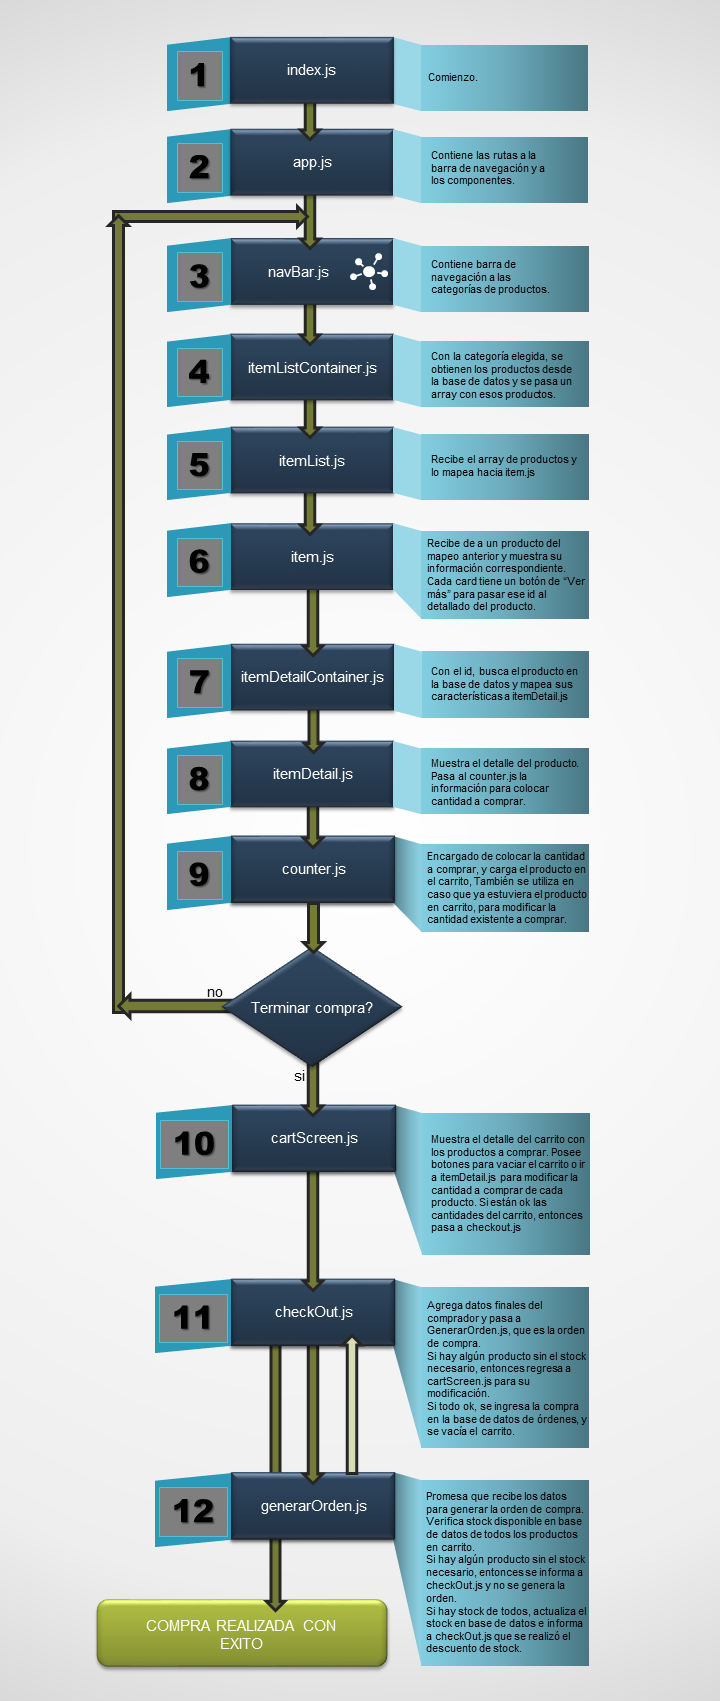 1
index.js
Comienzo.
2
app.js
Contiene las rutas a la
barra de navegación y a
los componentes.
3
navBar.js
Contiene barra de
navegación a las
categorías de productos.
4
itemListContainer.js
Con la categoría elegida, se
obtienen los productos desde
la base de datos y se pasa un
array con esos productos.
5
itemList.js
Recibe el array de productos y
lo mapea hacia item.js
6
item.js
Recibe de a un producto del
mapeo anterior y muestra su
información correspondiente.
Cada card tiene un botón de “Ver
más” para pasar ese id al
detallado del producto.
7
itemDetailContainer.js
Con el id, busca el producto en
la base de datos y mapea sus
características a itemDetail.js
8
itemDetail.js
Muestra el detalle del producto.
Pasa al counter.js la
información para colocar
cantidad a comprar.
9
counter.js
Encargado de colocar la cantidad
a comprar, y carga el producto en
el carrito, También se utiliza en
caso que ya estuviera el producto
en carrito, para modificar la
cantidad existente a comprar.
no
Terminar compra?
si
10
cartScreen.js
Muestra el detalle del carrito con
los productos a comprar. Posee
botones para vaciar el carrito o ir
a itemDetail.js para modificar la
cantidad a comprar de cada
producto. Si están ok las
cantidades del carrito, entonces
pasa a checkout.js
11
checkOut.js
Agrega datos finales del
comprador y pasa a
GenerarOrden.js, que es la orden
de compra.
Si hay algún producto sin el stock
necesario, entonces regresa a
cartScreen.js para su
modificación.
Si todo ok, se ingresa la compra
en la base de datos de órdenes, y
se vacía el carrito.
12
generarOrden.js
Promesa que recibe los datos
para generar la orden de compra.
Verifica stock disponible en base
de datos de todos los productos
en carrito.
Si hay algún producto sin el stock
necesario, entonces se informa a
checkOut.js y no se genera la
orden.
Si hay stock de todos, actualiza el
stock en base de datos e informa
a checkOut.js que se realizó el
descuento de stock.
COMPRA REALIZADA CON
EXITO